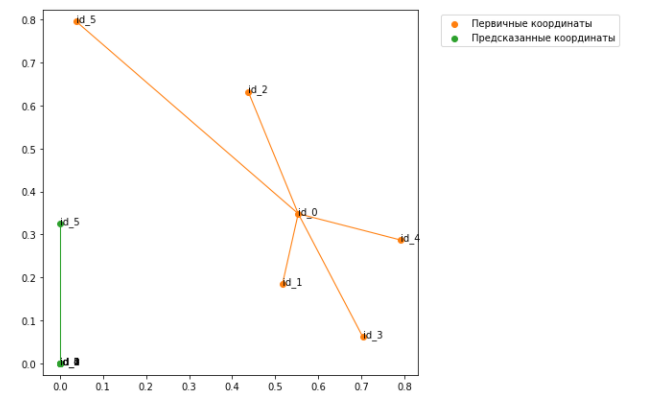 Первичные координаты
Предсказанные координаты
0.8
id_5
0.7
id_2
0.6
0.5
0.4
id_0
0.3
id_5
id_4
0.2
id_1
0.1
id_3
0.0
0.0 0.1 0.2 0.3 0.4 0.5 0.6 0.7 0.8